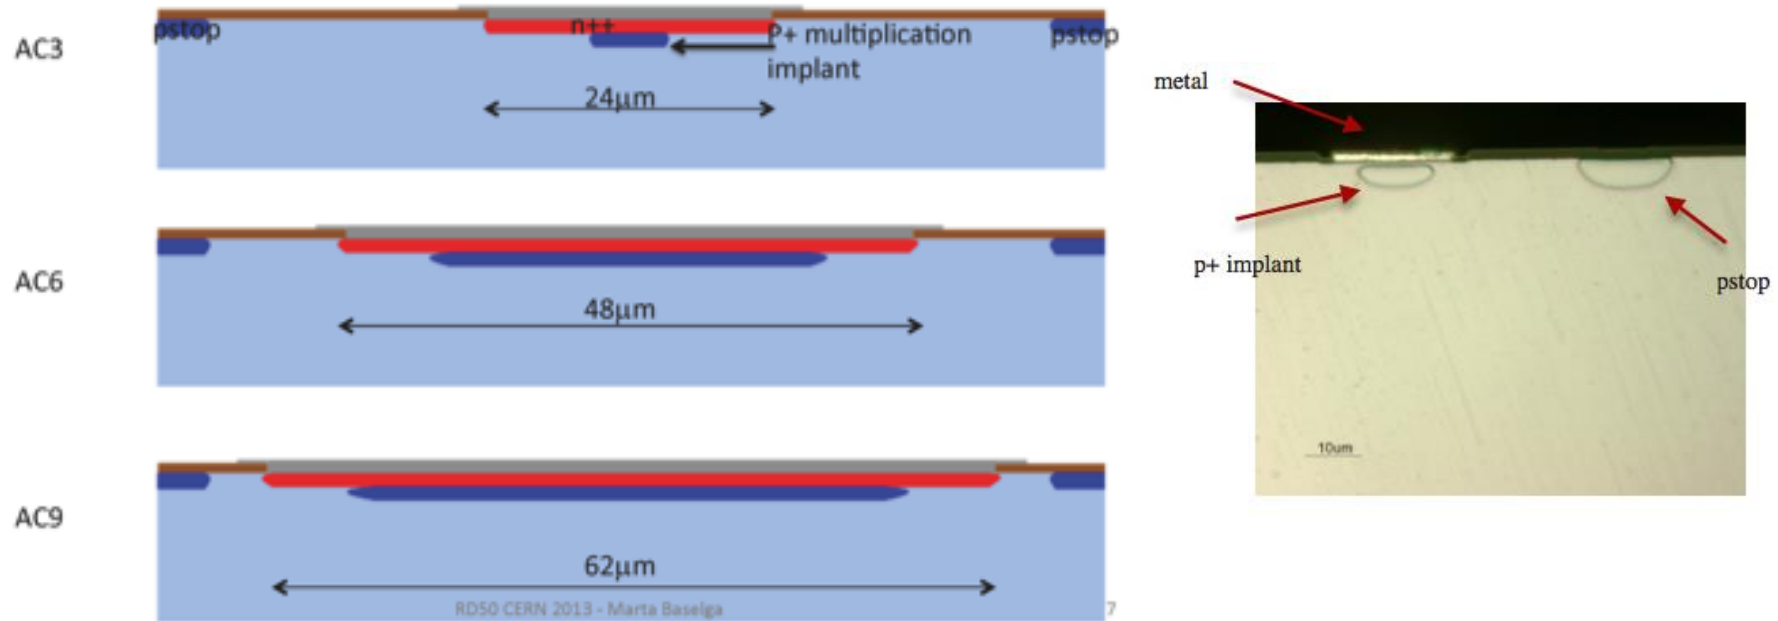 AC3
pstop
n++
P+ multiplication
implant
pstop
24μm
AC6
48μm
AC9
62μm
RD50 CERN 2013 - Marta Baselga
7
metal
p+ implant
pstop
10um